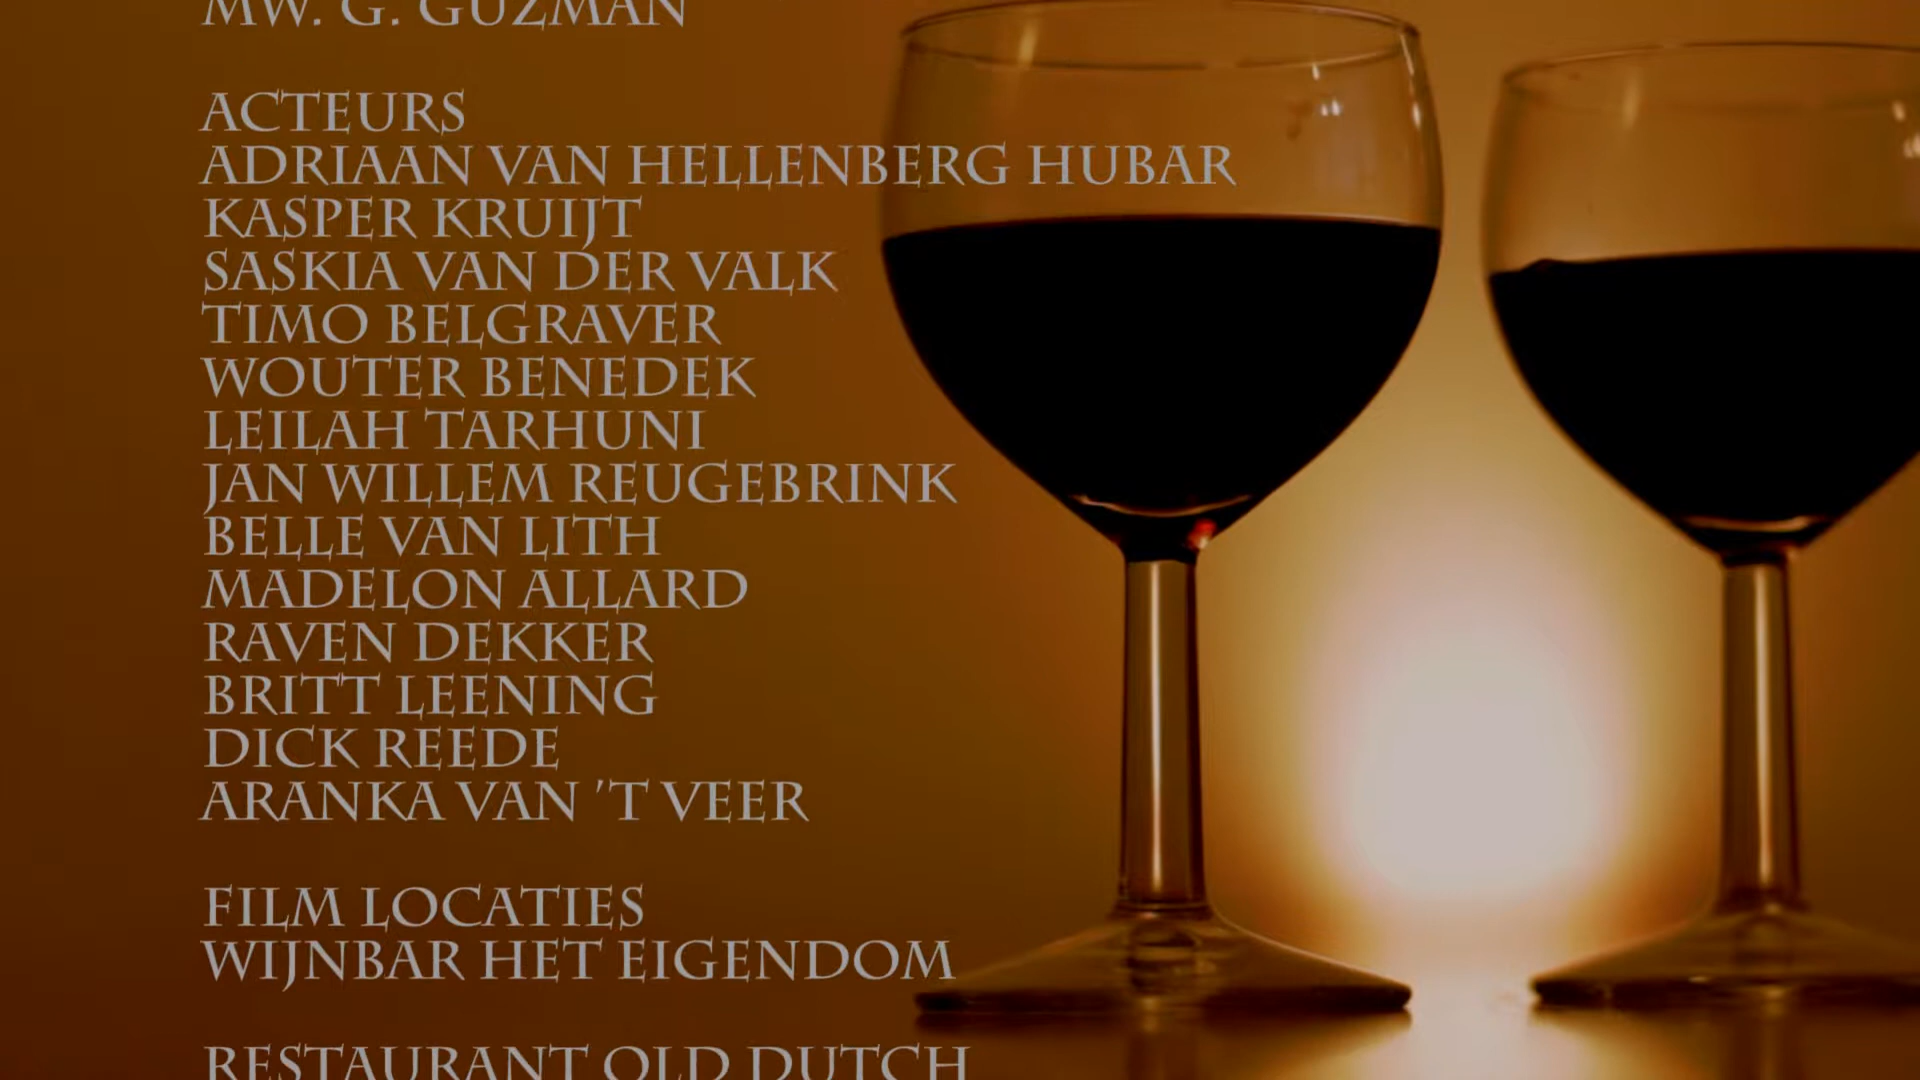 MW. G. GUZMAN
ACTEURS
ADRIAAN VAN HELLENBERG HUBAR
KASPER KRUIJT
SASKIA VAN DER VALK
TIMO BELGRAVER
WOUTER BENEDEK
LEILAH TARHUNI
JAN WILLEM REUGEBRINK
BELLE VAN LITH
MADELON ALLARD
RAVEN DEKKER
BRITT LEENING
DICK REEDE
ARANKA VAN 'T VEER
FILM LOCATIES
WIJNBAR HET EIGENDOM
RESTAURANT OLD DUTCH